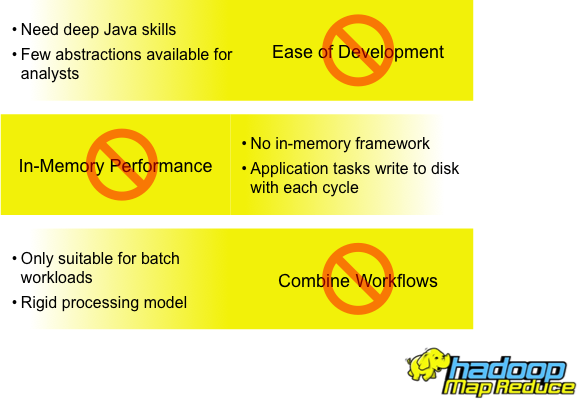 • Need deep Java skills
• Few abstractions available for
analysts
Ease of Development
In-Memory Performance
• No in-memory framework
• Application tasks write to disk
with each cycle
• Only suitable for batch
workloads
• Rigid processing model
Combine Workflows
hadoop
Map Reduce